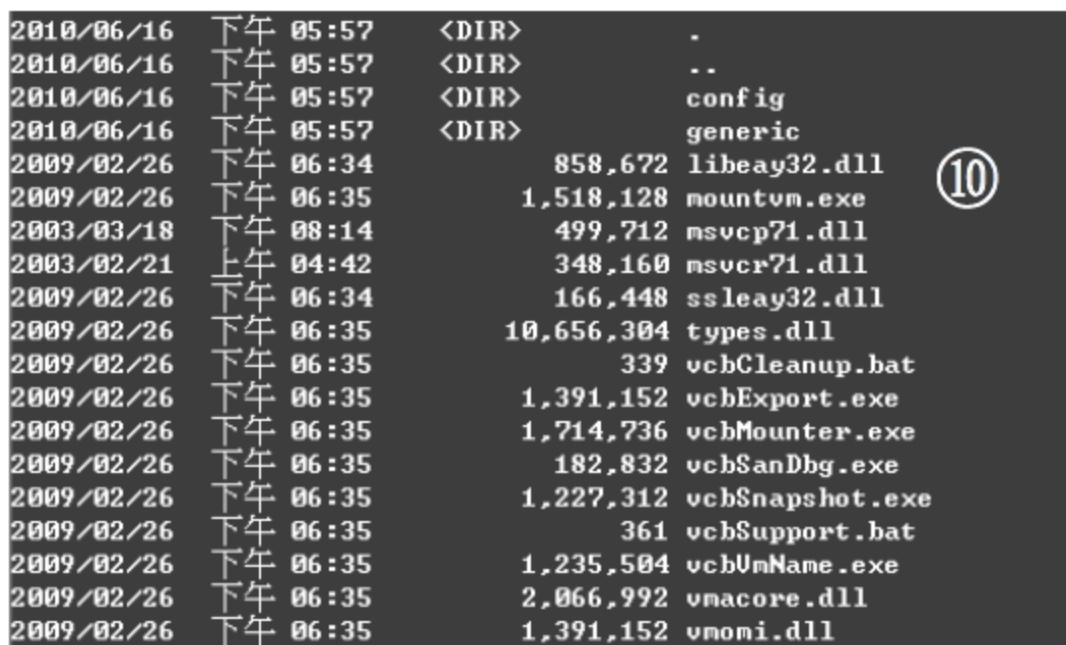 2010/06/16 下午 05:57 <DIR> .
2010/06/16 下午 05:57 <DIR> ..
2010/06/16 下午 05:57 <DIR> config
2010/06/16 下午 05:57 <DIR> generic
2009/02/26 下午 06:34 858,672 libeay32.dll
⑩
2009/02/26 下午 06:35 1,518,128 mountvm.exe
2003/03/18 下午 08:14 499,712 msvcp71.dll
2003/02/21 上午 04:42 348,160 msvcr71.dll
2009/02/26 下午 06:34 166,448 ssleay32.dll
2009/02/26 下午 06:35 10,656,304 types.dll
2009/02/26 下午 06:35 339 vcbCleanup.bat
2009/02/26 下午 06:35 1,391,152 vcbExport.exe
2009/02/26 下午 06:35 1,714,736 vcbMounter.exe
2009/02/26 下午 06:35 182,832 vcbSanDbg.exe
2009/02/26 下午 06:35 1,227,312 vcbSnapshot.exe
2009/02/26 下午 06:35 361 vcbSupport.bat
2009/02/26 下午 06:35 1,235,504 vcbVmName.exe
2009/02/26 下午 06:35 2,066,992 vmacore.dll
2009/02/26 下午 06:35 1,391,152 vmomi.dll